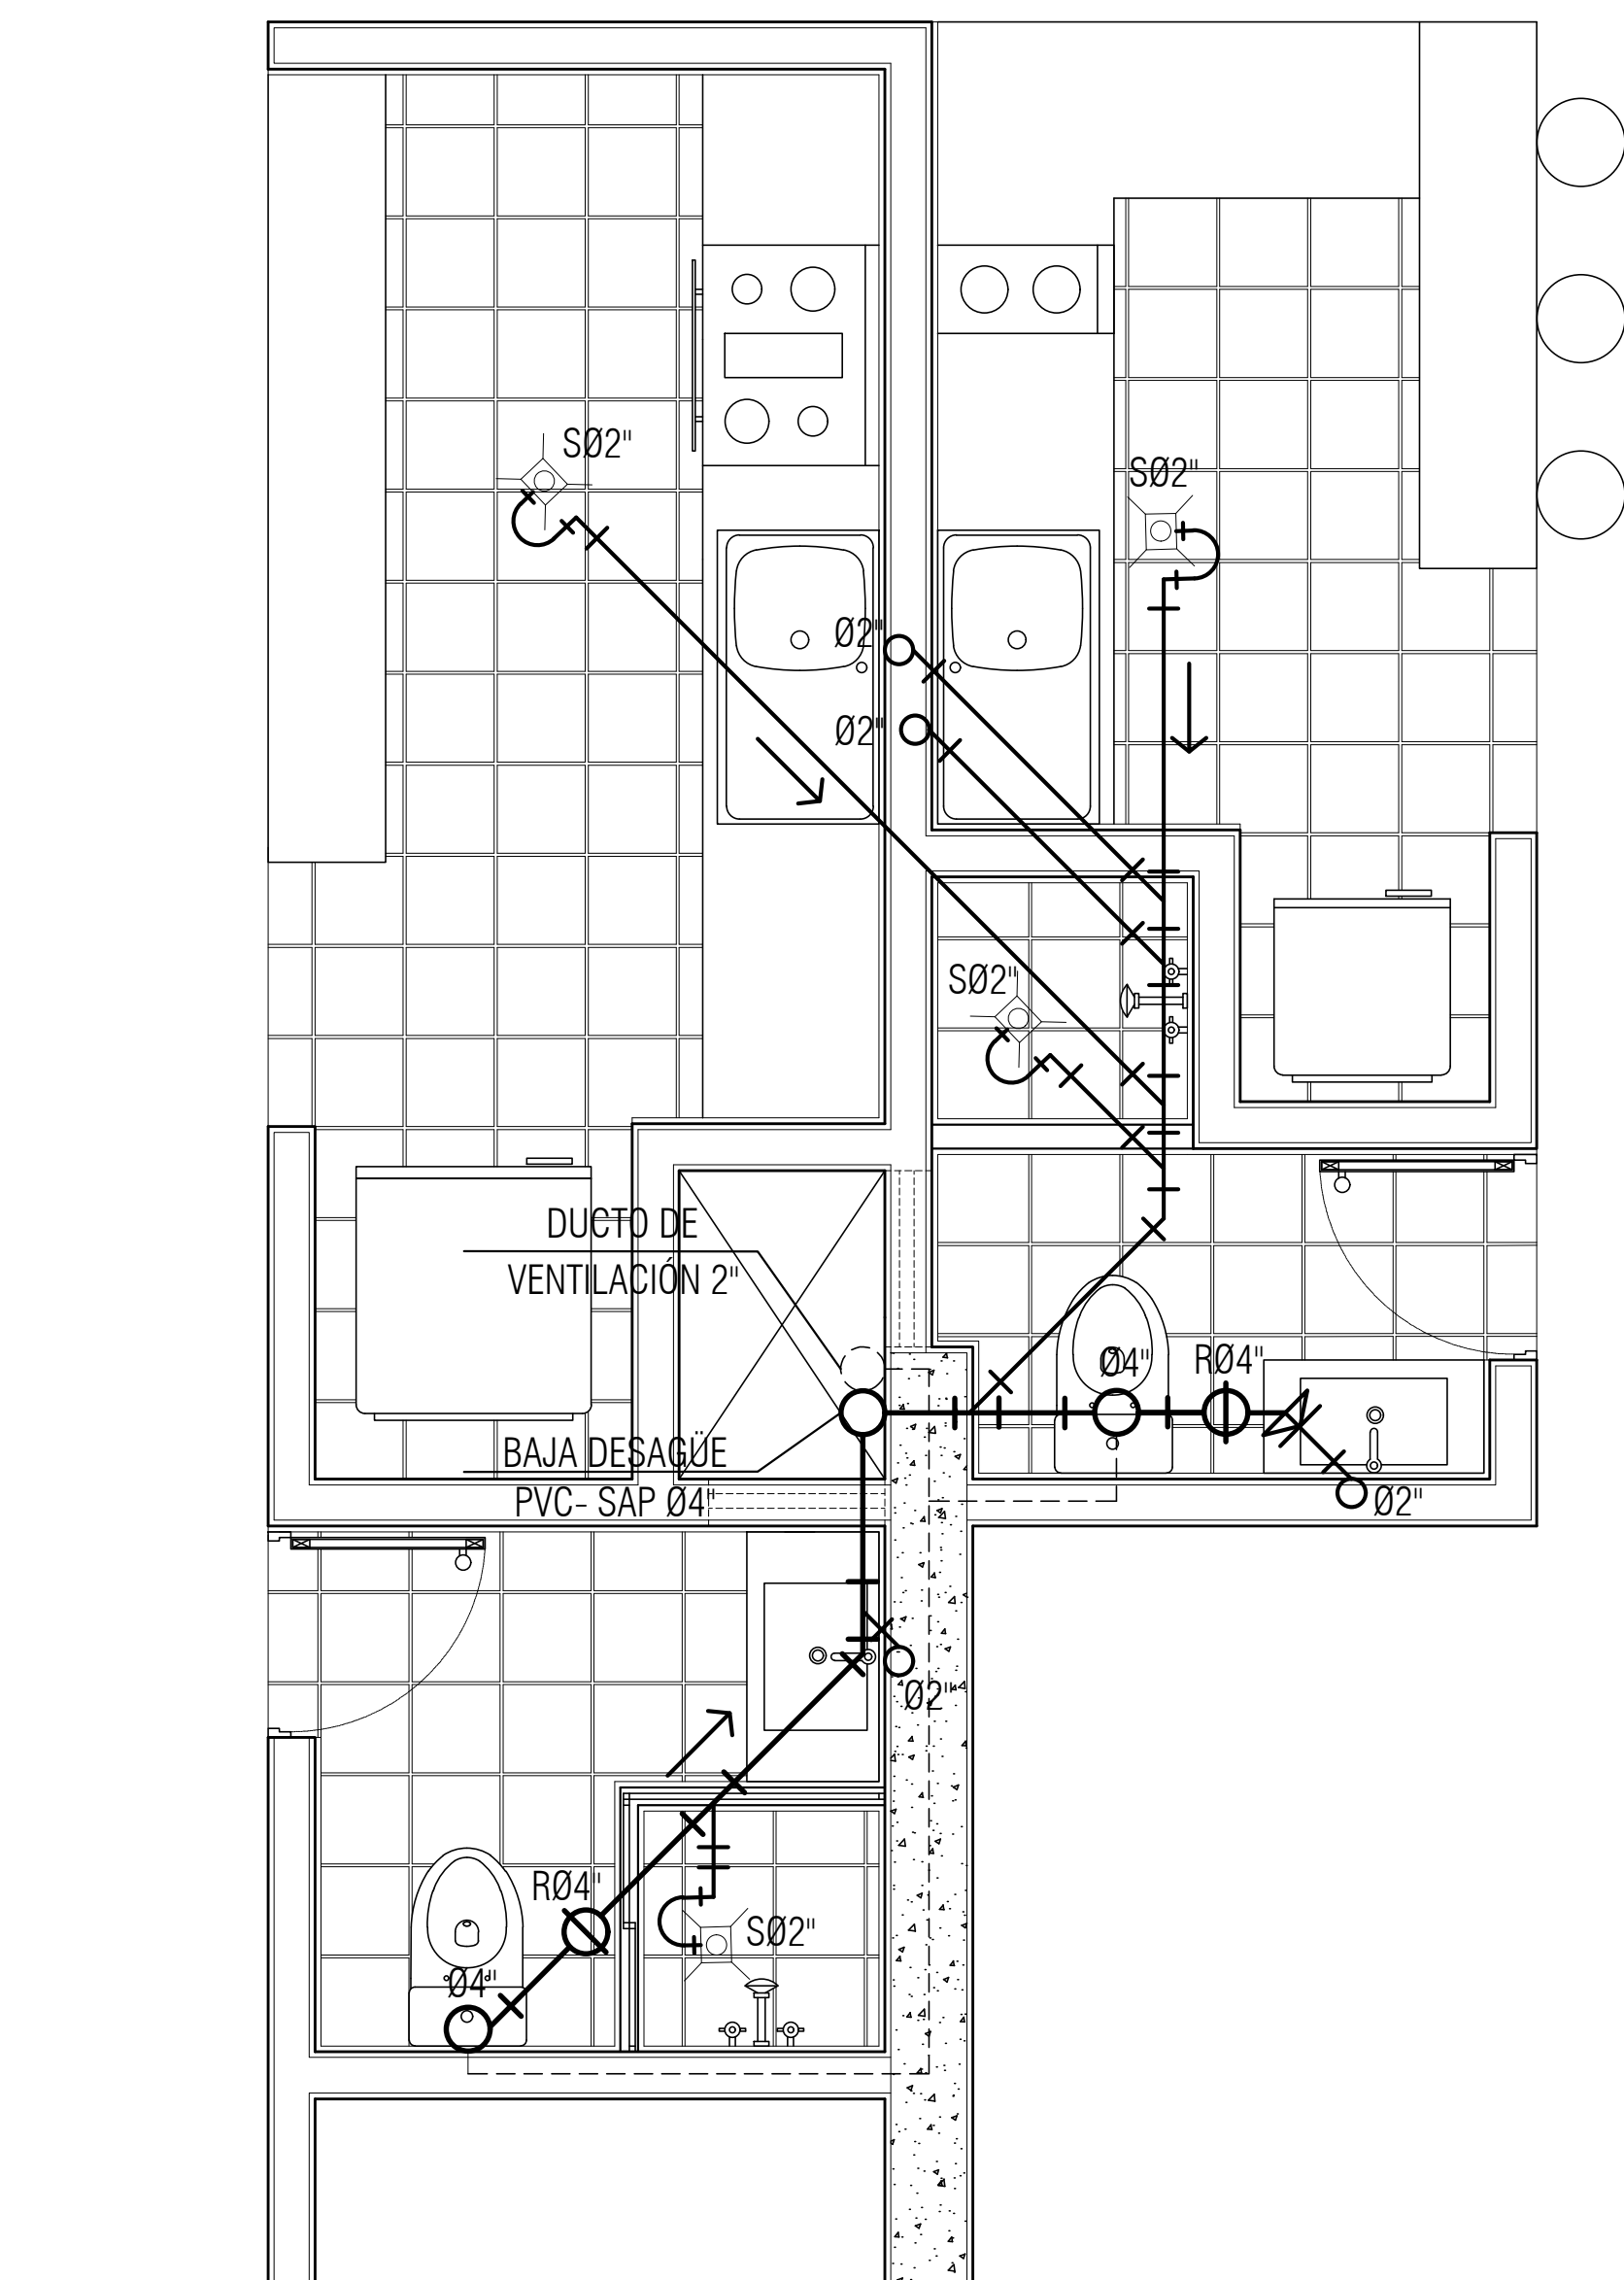 SØ2"
SØ2"
Ø2"
Ø2"
SØ2"
DUCTO DE
VENTILACIÓN 2"
Ø4"
RØ4"
BAJA DESAGÜE
PVC- SAP Ø4"
Ø2"
Ø2"
RØ4"
SØ2"
Ø4"